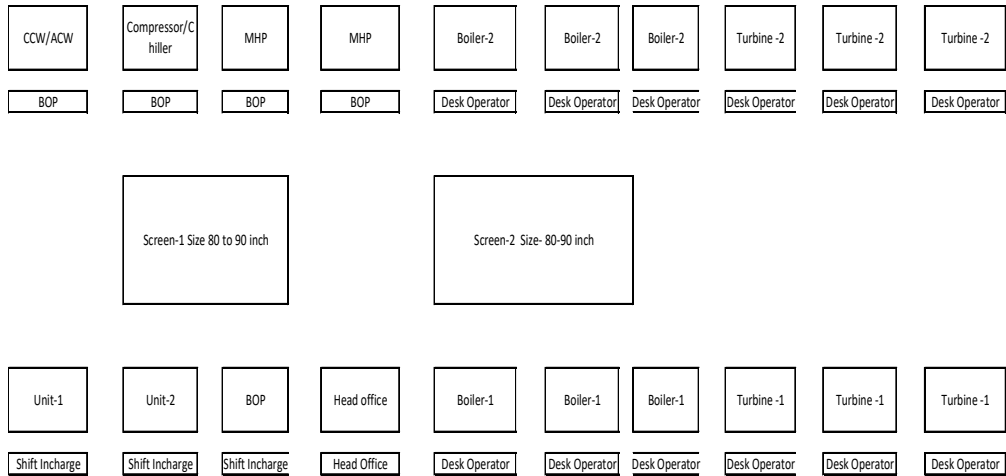 CCW/ACW
Compressor/C
hiller
MHP
MHP
Boiler-2
Boiler-2
Boiler-2
Turbine -2
Turbine -2
Turbine -2
BOP
BOP
BOP
BOP
Desk Operator
Desk Operator
Desk Operator
Desk Operator
Desk Operator
Desk Operator
Screen-1 Size 80 to 90 inch
Screen-2  Size- 80-90 inch
Unit-1
Unit-2
BOP
Head office
Boiler-1
Boiler-1
Boiler-1
Turbine -1
Turbine -1
Turbine -1
Shift Incharge
Shift Incharge
Shift Incharge
Head Office
Desk Operator
Desk Operator
Desk Operator
Desk Operator
Desk Operator
Desk Operator